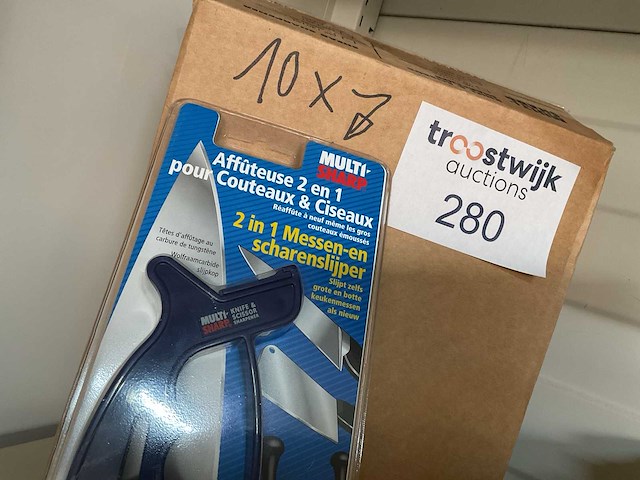 10 x
troostwijk
auctions
280
MULTI-
SHARP
Affûteuse 2 en 1
pour Couteaux & Ciseaux
Réaffûte à neuf même les gros
couteaux émoussés
2 in 1 Messen-en
scharenslijper
Slijpt zelfs
grote en botte
keukenmessen
als nieuw
Têtes d'affûtage au
carbure de tungstène
Wolfraamcarbide
slijpkop
MULTI-
SHARP
KNIFE &
SCISSOR
SHARPENER